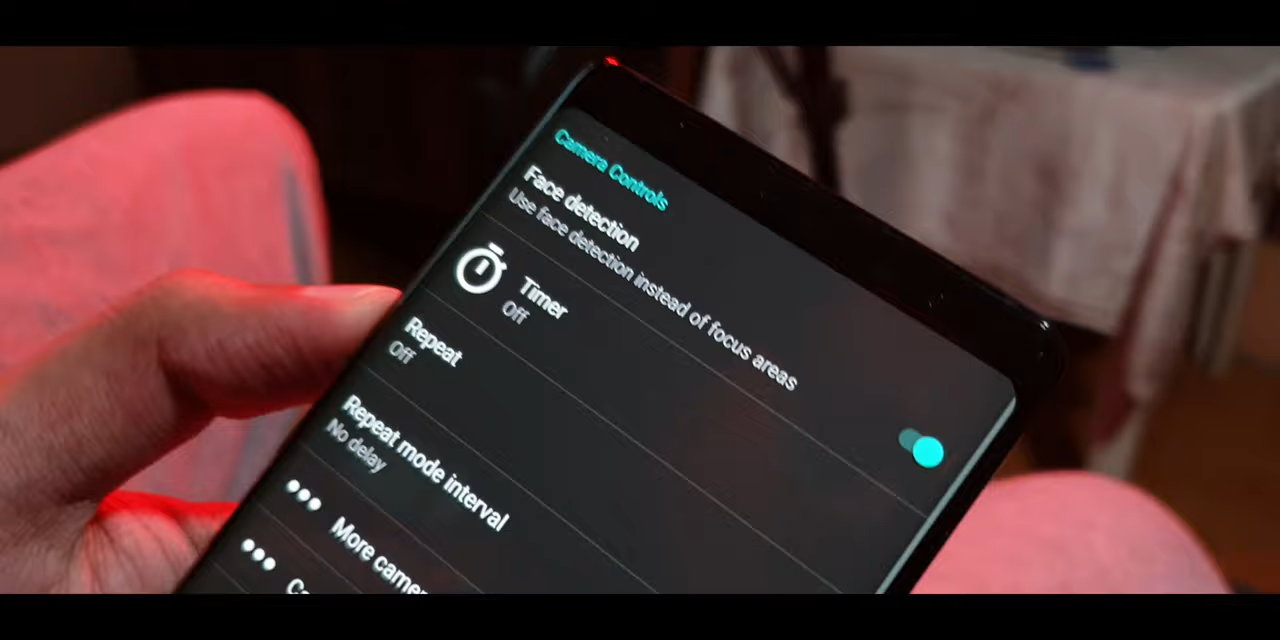 Camera Controls
Face detection
Use face detection instead of focus areas
Timer
Off
Repeat
Off
Repeat mode interval
No delay
More camer